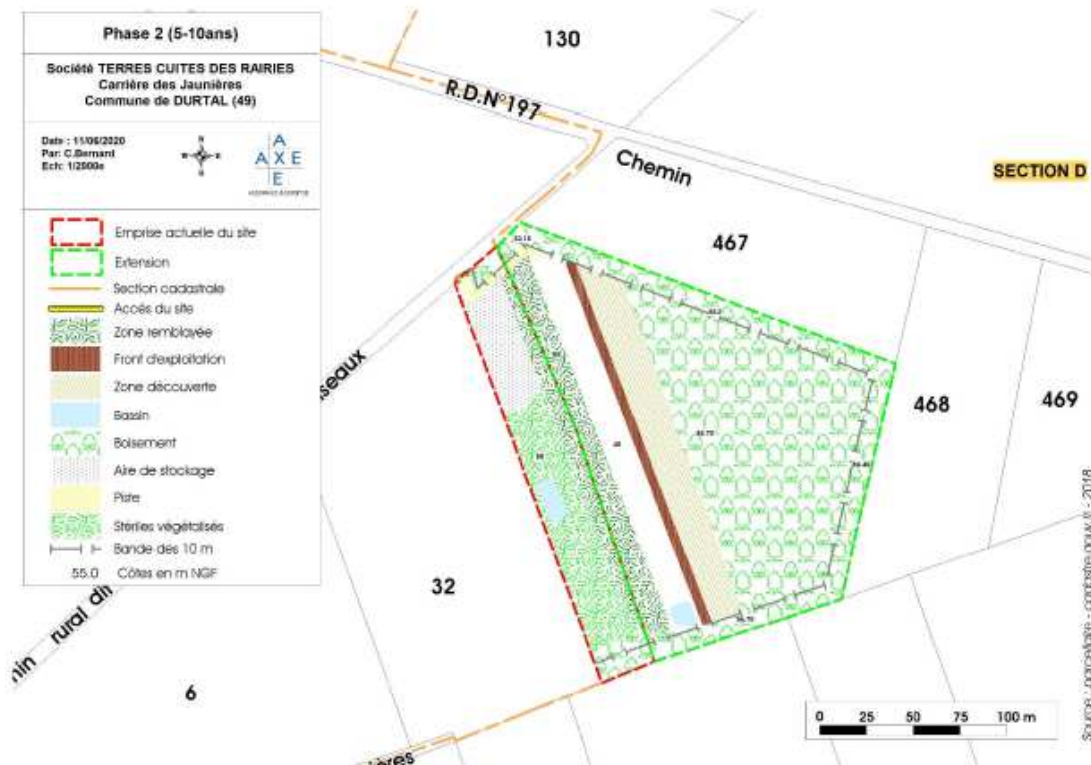 Phase 2 (5-10ans)
Société TERRES CUITES DES RAIRIES
Carrière des Jaunières
Commune de DURTAL (49)
Date : 11/06/2020
Par: C.Bernard
Ech: 1/2000e
N
W E
S
A
A X E
E
Emprise actuelle du site
Extension
Section cadastrale
Accès du site
Zone remblayée
Front d'exploitation
Zone découverte
Bassin
Boisement
Aire de stockage
Piste
Stériles végétalisés
Bande des 10 m
55.0 Côtes en m NGF
130
R.D.N°197
Chemin
SECTION D
467
468
469
32
6
rural
0 25 50 75 100 m